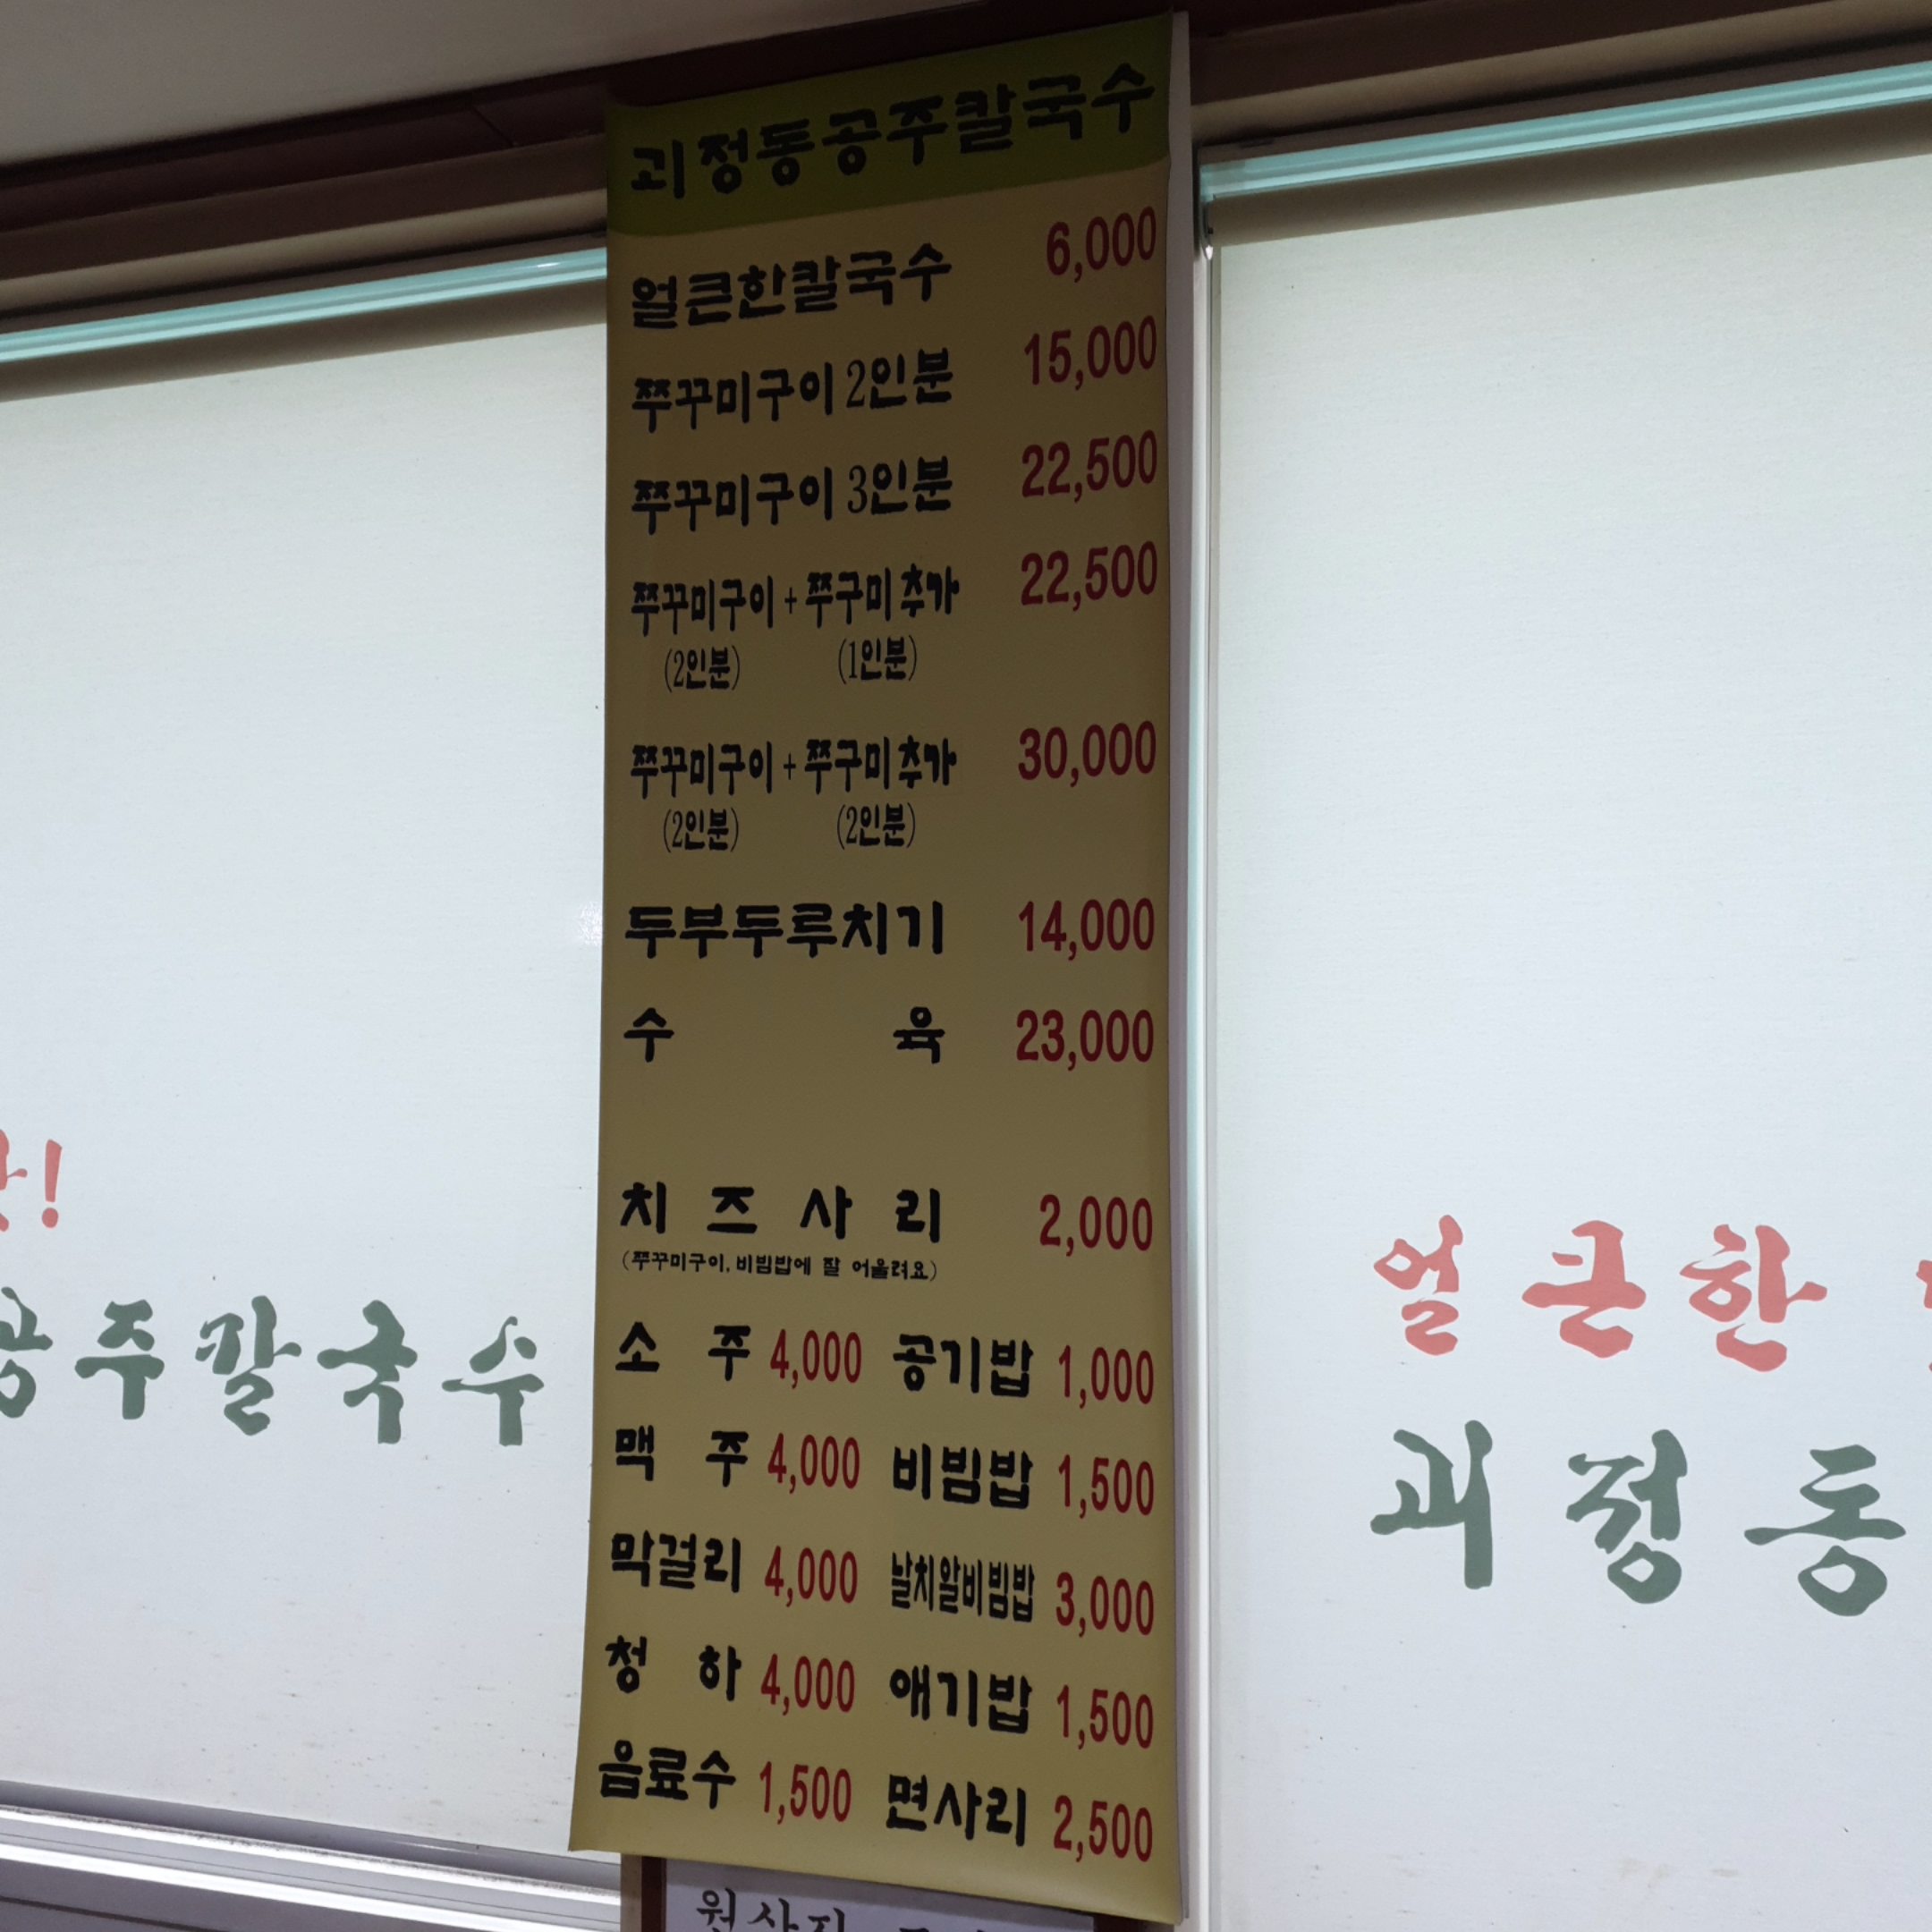 괴정동공주칼국수
얼큰한칼국수 6,000
쭈꾸미구이 2인분 15,000
쭈꾸미구이 3인분 22,500
쭈꾸미구이 + 쭈구미 추가 22,500
(2인분) (1인분)
쭈꾸미구이 + 쭈구미 추가 30,000
(2인분) (2인분)
두부두루치기 14,000
수 육 23,000
치 즈 사 리 2,000
(쭈꾸미구이, 비빔밥에 잘 어울려요)
소 주 4,000 공기밥 1,000
맥 주 4,000 비빔밥 1,500
막걸리 4,000 날치알비빔밥 3,000
청 하 4,000 애기밥 1,500
음료수 1,500 면사리 2,500
공주칼국수
얼큰한
괴정동